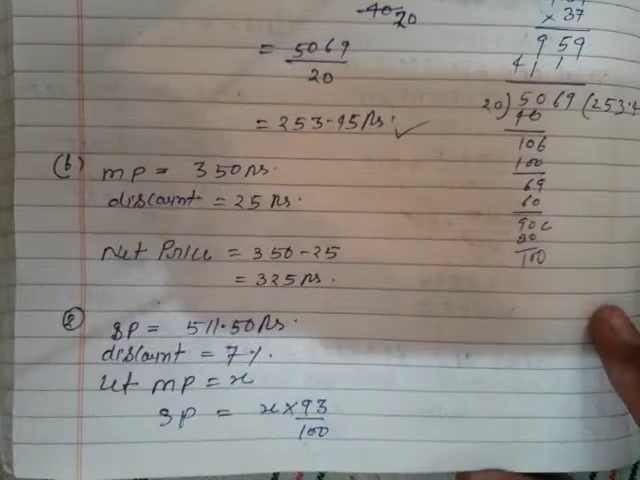 40 20
× 37
= 5069
20
959
411
20) 5069 (253.4
= 253-45 Rs. ✓
40
106
100
69
60
90
80
100
(b) MP = 350 Rs.
discount = 25 Rs.
Net Price = 350-25
= 325 Rs.
② SP = 511.50 Rs.
discount = 7%.
Let MP = x
SP = x×93
100